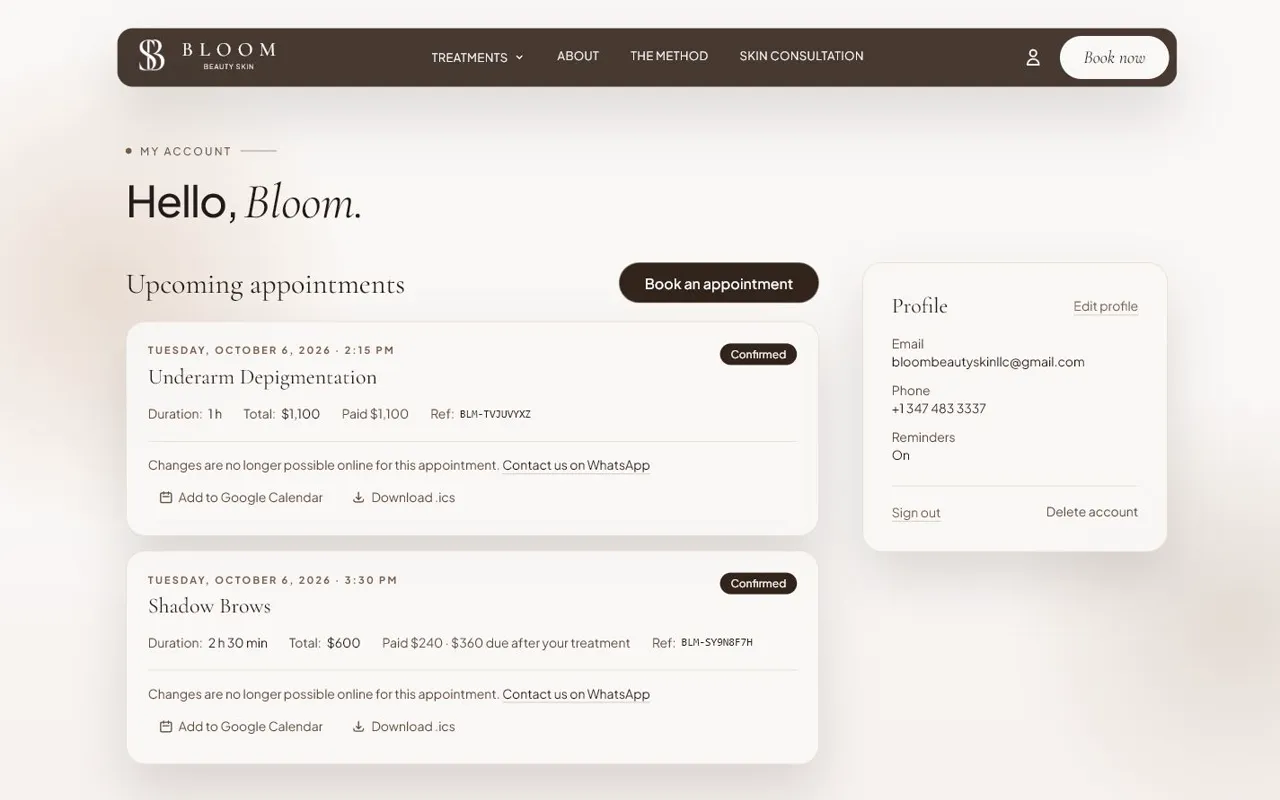 BLOOM
BEAUTY SKIN
TREATMENTS
ABOUT
THE METHOD
SKIN CONSULTATION
Book now
MY ACCOUNT
Hello, Bloom.
Upcoming appointments
Book an appointment
TUESDAY, OCTOBER 6, 2026 · 2:15 PM
Confirmed
Underarm Depigmentation
Duration: 1 h Total: $1,100 Paid $1,100 Ref: BLM-TVJUVYXZ
Changes are no longer possible online for this appointment. Contact us on WhatsApp
Add to Google Calendar Download .ics
TUESDAY, OCTOBER 6, 2026 · 3:30 PM
Confirmed
Shadow Brows
Duration: 2 h 30 min Total: $600 Paid $240 · $360 due after your treatment Ref: BLM-SY9N8F7H
Changes are no longer possible online for this appointment. Contact us on WhatsApp
Add to Google Calendar Download .ics
Profile
Edit profile
Email
bloombeautyskinllc@gmail.com
Phone
+1 347 483 3337
Reminders
On
Sign out
Delete account